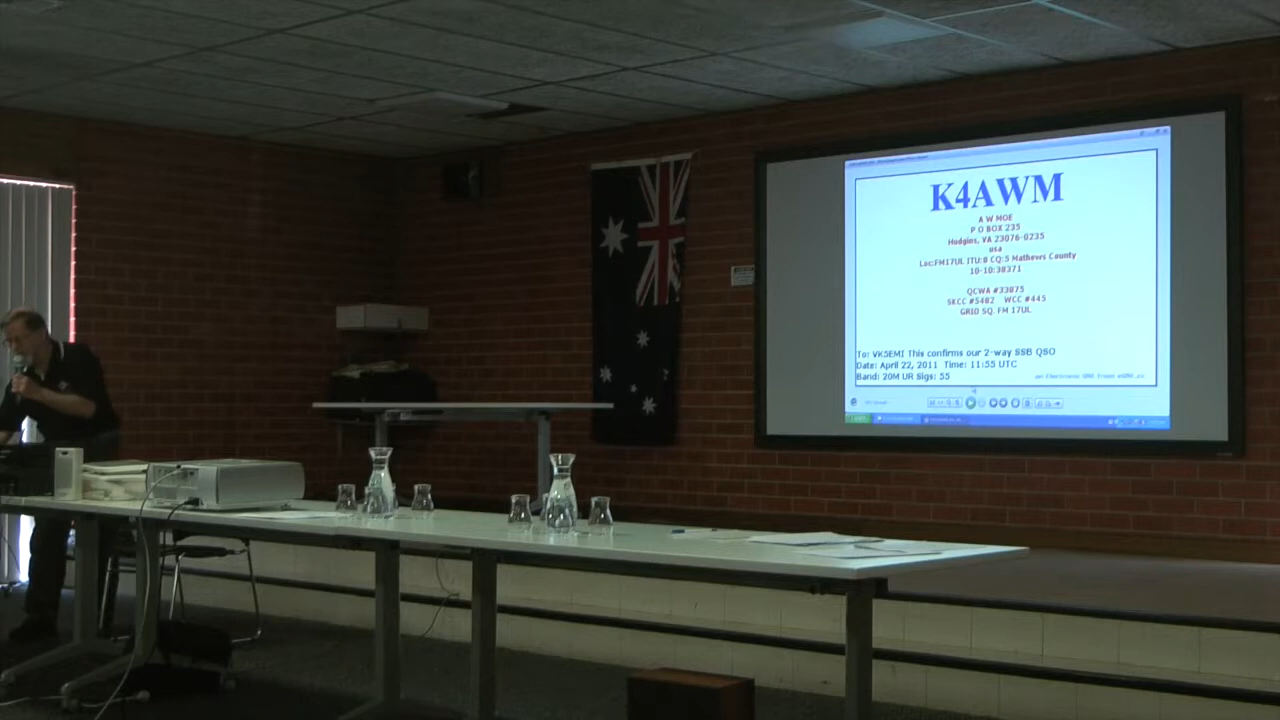 K4AWM
A W MOE
P O BOX 235
Hudgins, VA 23076-0235
usa
Loc:FM17UL ITU:8 CQ:5 Mathews County
10-10:38371
QCWA #33075
SKCC #5482 WCC #445
GRID SQ. FM 17UL
To: VK5EMI This confirms our 2-way SSB QSO
Date: April 22, 2011 Time: 11:55 UTC
Band: 20M UR Sigs: 55